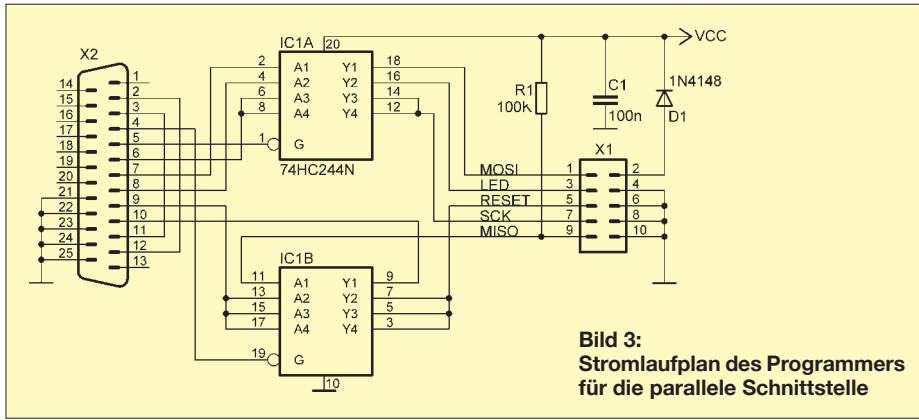 X2
1
2
3
4
5
6
7
8
9
10
11
12
13
14
15
16
17
18
19
20
21
22
23
24
25
IC1A
20
2 A1 Y1 18
4 A2 Y2 16
6 A3 Y3 14
8 A4 Y4 12
1 G
74HC244N
IC1B
11 A1 Y1 9
13 A2 Y2 7
15 A3 Y3 5
17 A4 Y4 3
19 G
10
VCC
R1
100K
C1
100n
1N4148
D1
X1
MOSI 1 2
LED 3 4
RESET 5 6
SCK 7 8
MISO 9 10
Bild 3:
Stromlaufplan des Programmers
für die parallele Schnittstelle